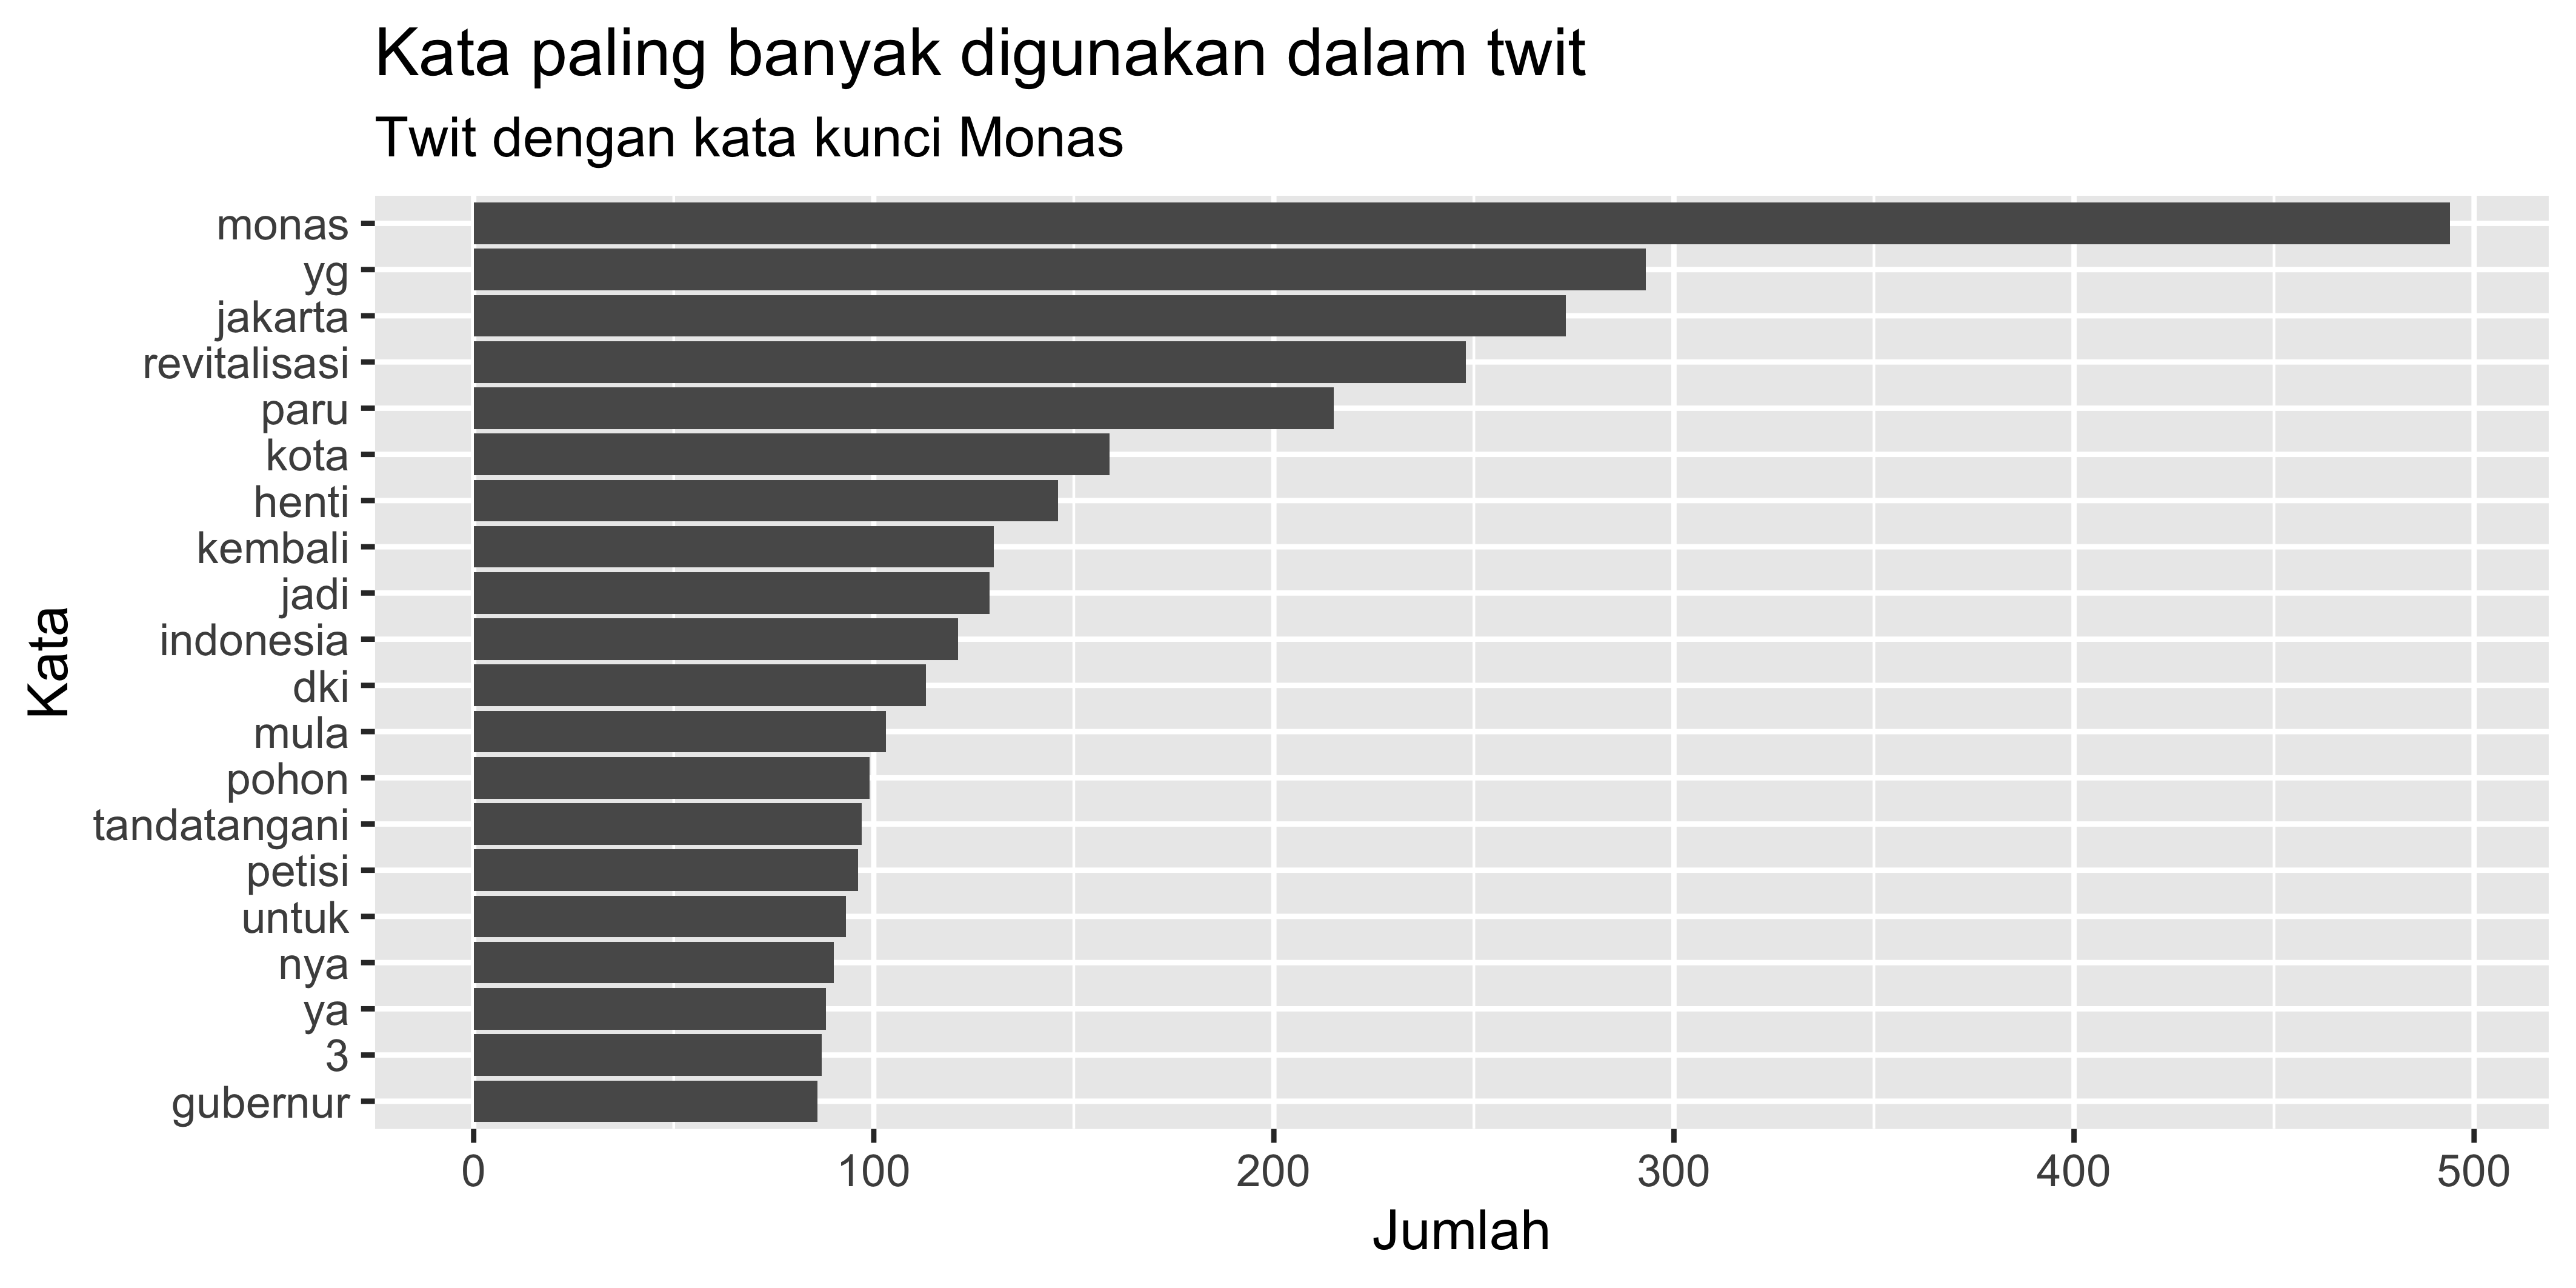 Kata paling banyak digunakan dalam twit
Twit dengan kata kunci Monas
monas
yg
jakarta
revitalisasi
paru
kota
henti
kembali
jadi
indonesia
dki
mula
pohon
tandatangani
petisi
untuk
nya
ya
3
gubernur
Kata
0 100 200 300 400 500
Jumlah